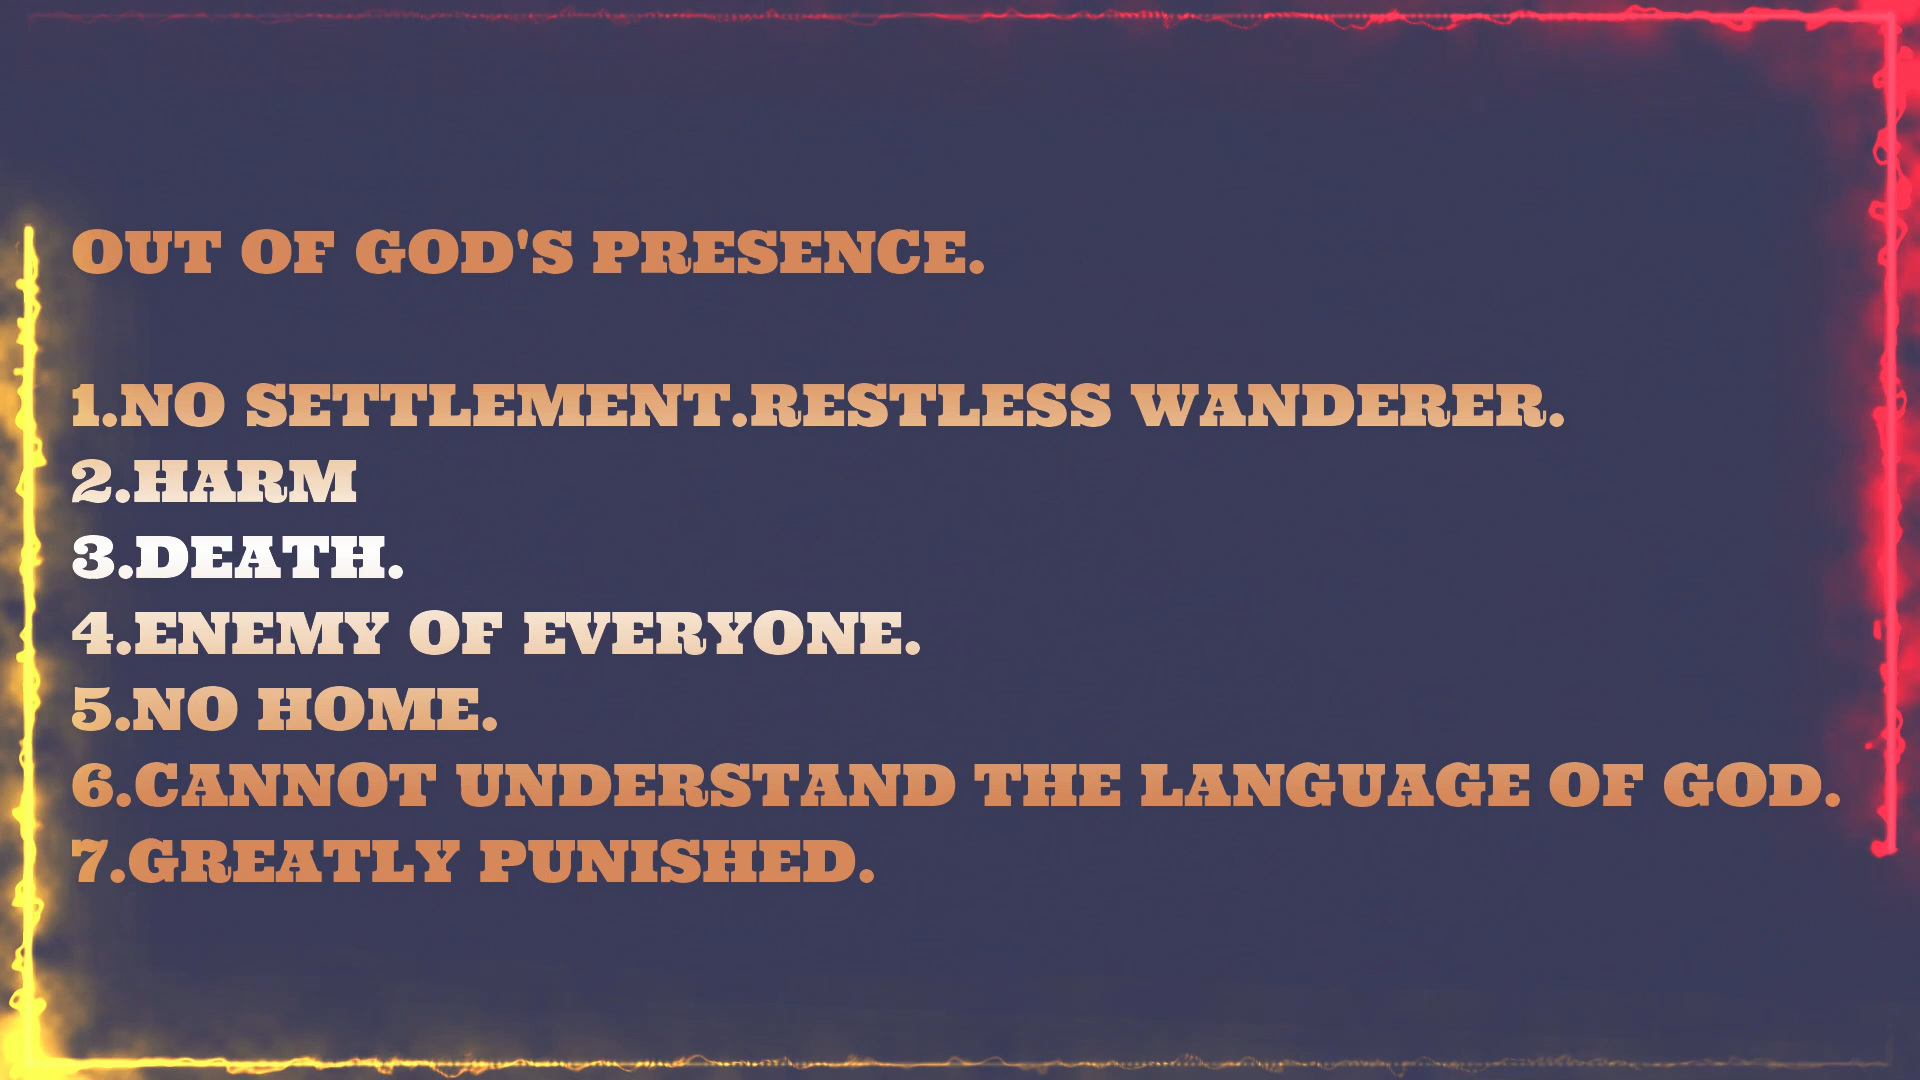 OUT OF GOD'S PRESENCE.
1.NO SETTLEMENT.RESTLESS WANDERER.
2.HARM
3.DEATH.
4.ENEMY OF EVERYONE.
5.NO HOME.
6.CANNOT UNDERSTAND THE LANGUAGE OF GOD.
7.GREATLY PUNISHED.